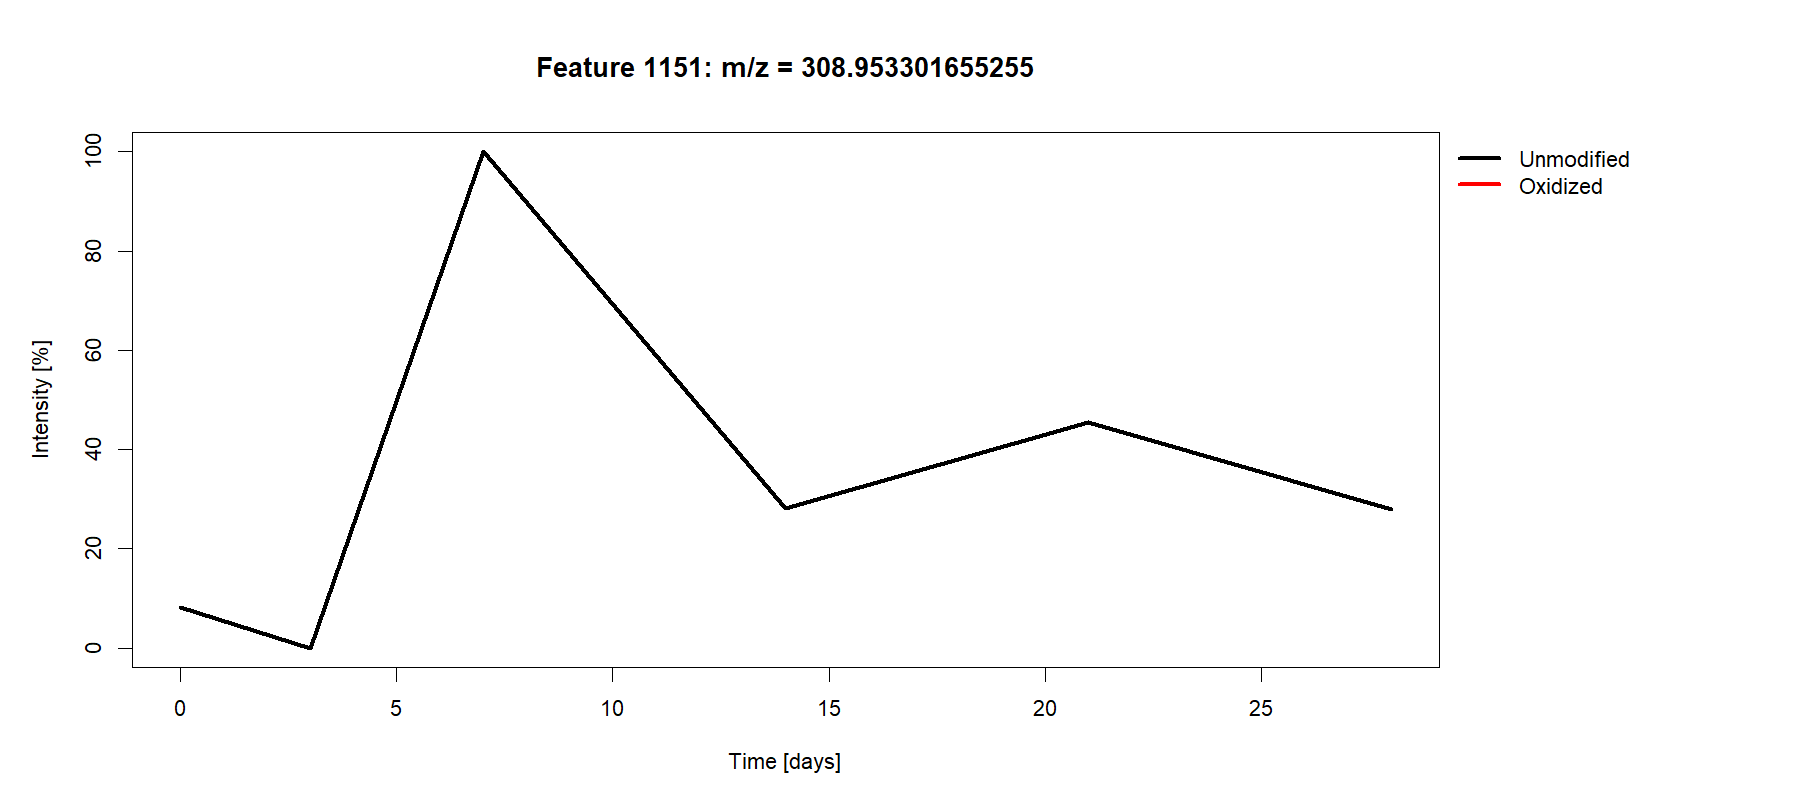 Feature 1151: m/z = 308.953301655255
Unmodified
Oxidized
100
80
60
40
20
0
Intensity [%]
0 5 10 15 20 25
Time [days]